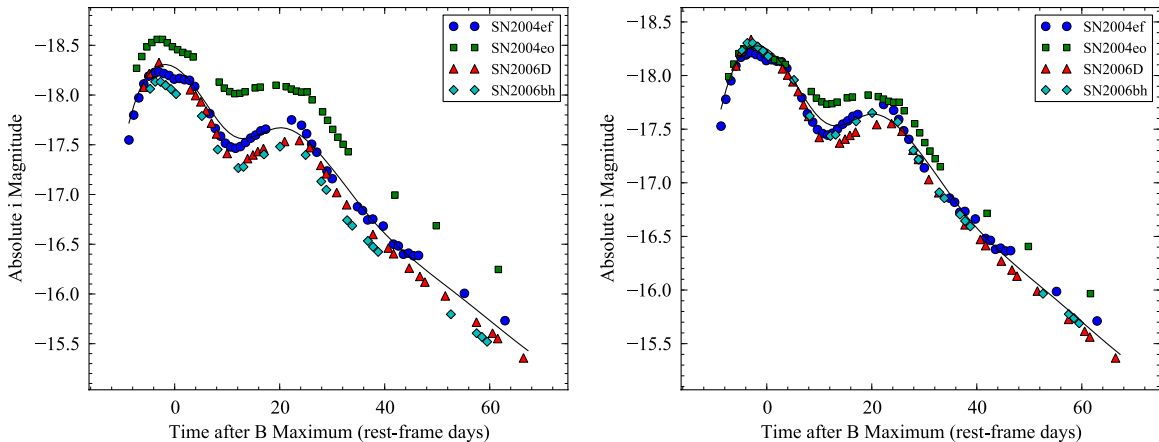 SN2004ef
SN2004eo
SN2006D
SN2006bh
−18.5
−18.0
−17.5
−17.0
−16.5
−16.0
−15.5
Absolute i Magnitude
0
20
40
60
Time after B Maximum (rest-frame days)
SN2004ef
SN2004eo
SN2006D
SN2006bh
−18.5
−18.0
−17.5
−17.0
−16.5
−16.0
−15.5
Absolute i Magnitude
0
20
40
60
Time after B Maximum (rest-frame days)